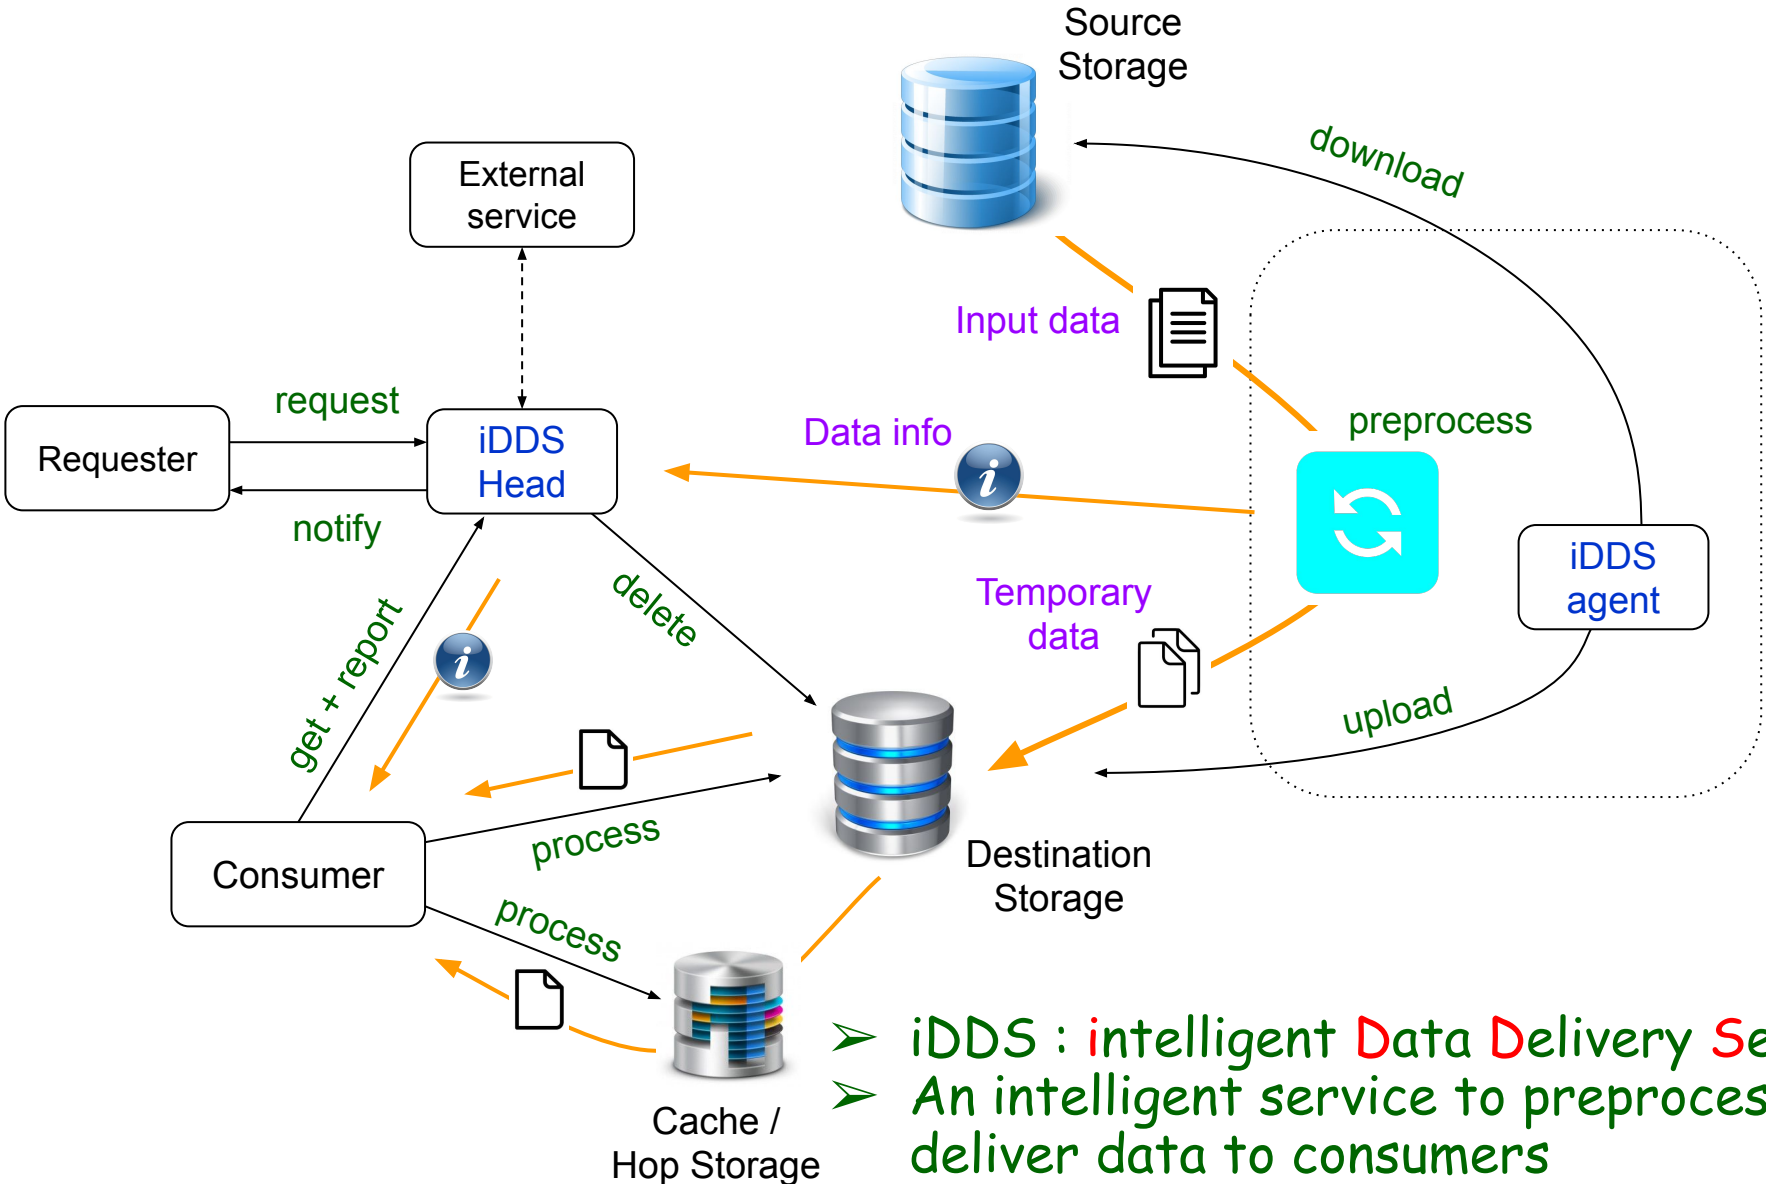 Source
Storage
download
External
service
Input data
request
Data info
preprocess
Requester
iDDS
Head
notify
iDDS
agent
delete
Temporary
data
get + report
upload
process
Consumer
Destination
Storage
process
Cache /
Hop Storage
➢ iDDS : intelligent Data Delivery Se
➢ An intelligent service to preproces
deliver data to consumers